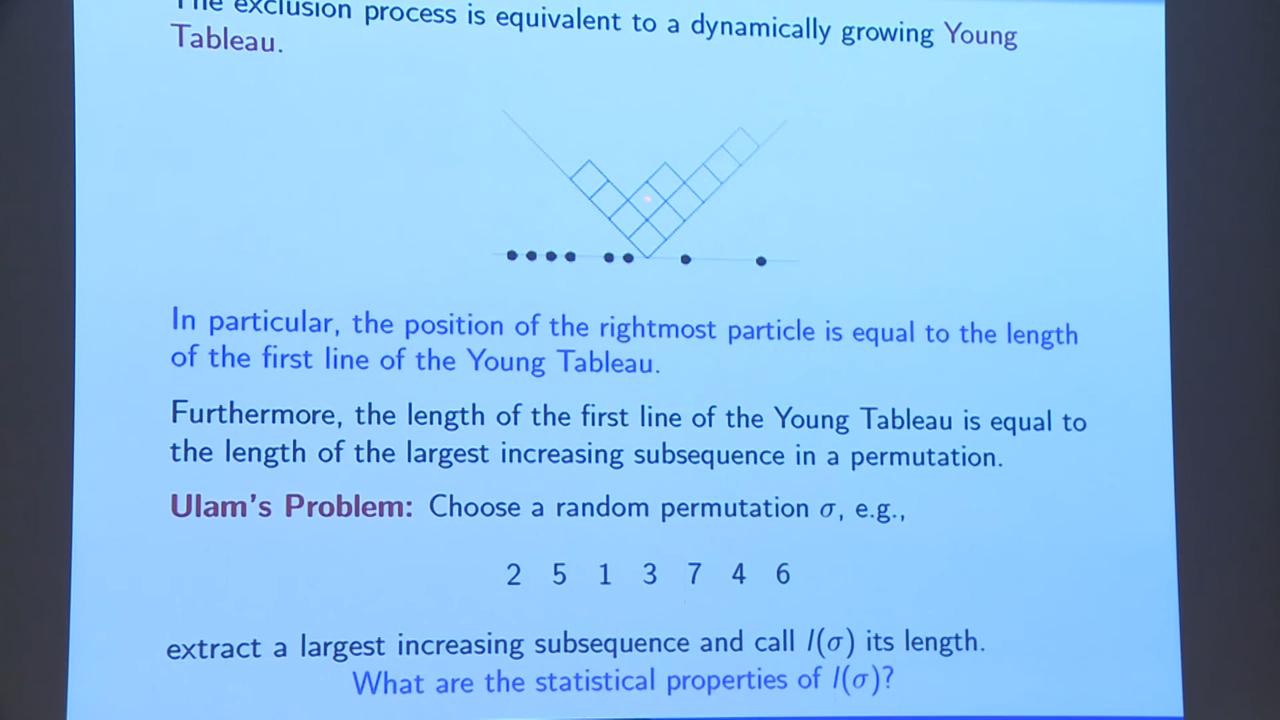 The exclusion process is equivalent to a dynamically growing Young
Tableau.
In particular, the position of the rightmost particle is equal to the length
of the first line of the Young Tableau.
Furthermore, the length of the first line of the Young Tableau is equal to
the length of the largest increasing subsequence in a permutation.
Ulam's Problem: Choose a random permutation σ, e.g.,
2 5 1 3 7 4 6
extract a largest increasing subsequence and call l(σ) its length.
What are the statistical properties of l(σ)?